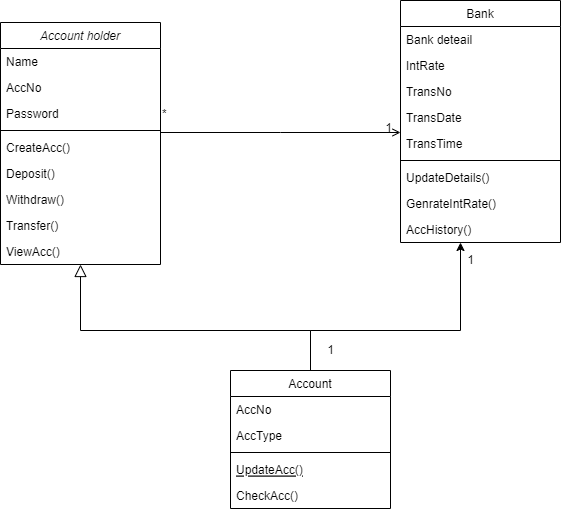 Account holder
Name
AccNo
Password
CreateAcc()
Deposit()
Withdraw()
Transfer()
ViewAcc()
*
1
Bank
Bank deteail
IntRate
TransNo
TransDate
TransTime
UpdateDetails()
GenrateIntRate()
AccHistory()
1
1
Account
AccNo
AccType
UpdateAcc()
CheckAcc()